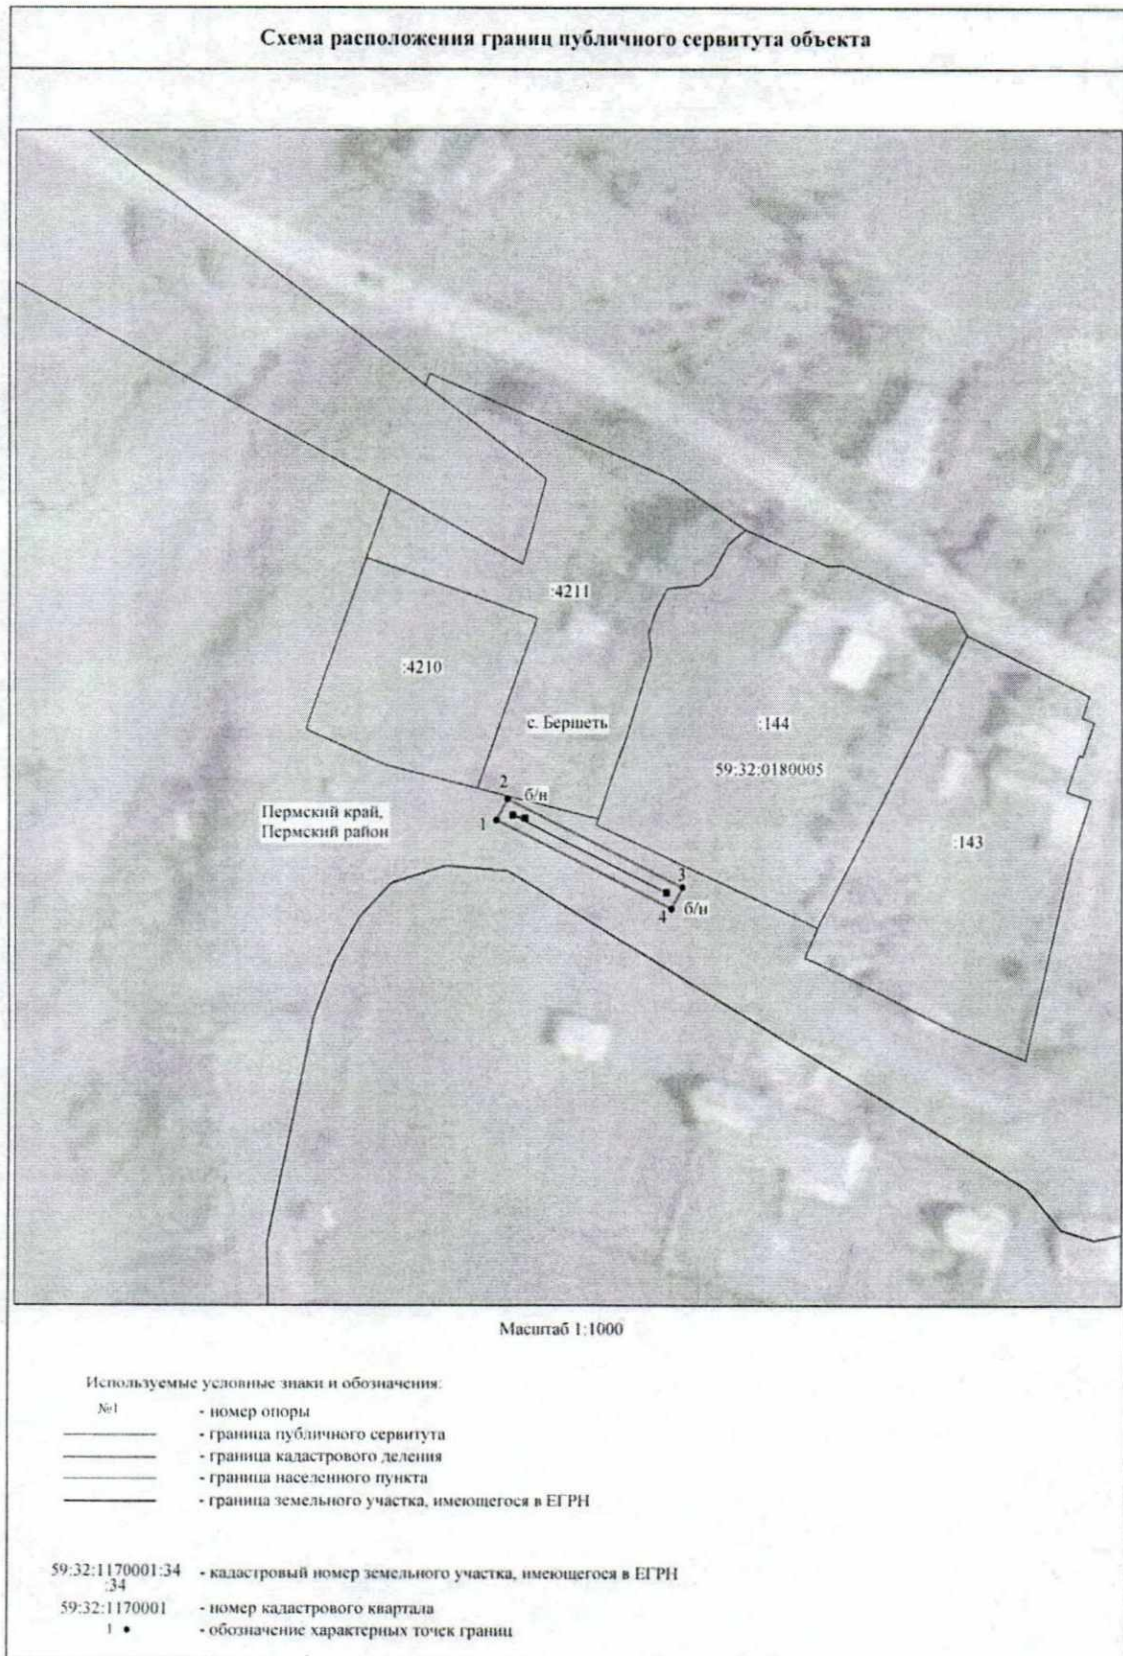 Схема расположения границ публичного сервитута объекта
:4211
:4210
с. Бершеть
:144
59:32:0180005
2
б/н
Пермский край,
Пермский район
1
:143
3
4
б/н
Масштаб 1:1000
Используемые условные знаки и обозначения:
№1 - номер опоры
- граница публичного сервитута
- граница кадастрового деления
- граница населенного пункта
- граница земельного участка, имеющегося в ЕГРН
59:32:1170001:34 - кадастровый номер земельного участка, имеющегося в ЕГРН
:34
59:32:1170001 - номер кадастрового квартала
1 • - обозначение характерных точек границ